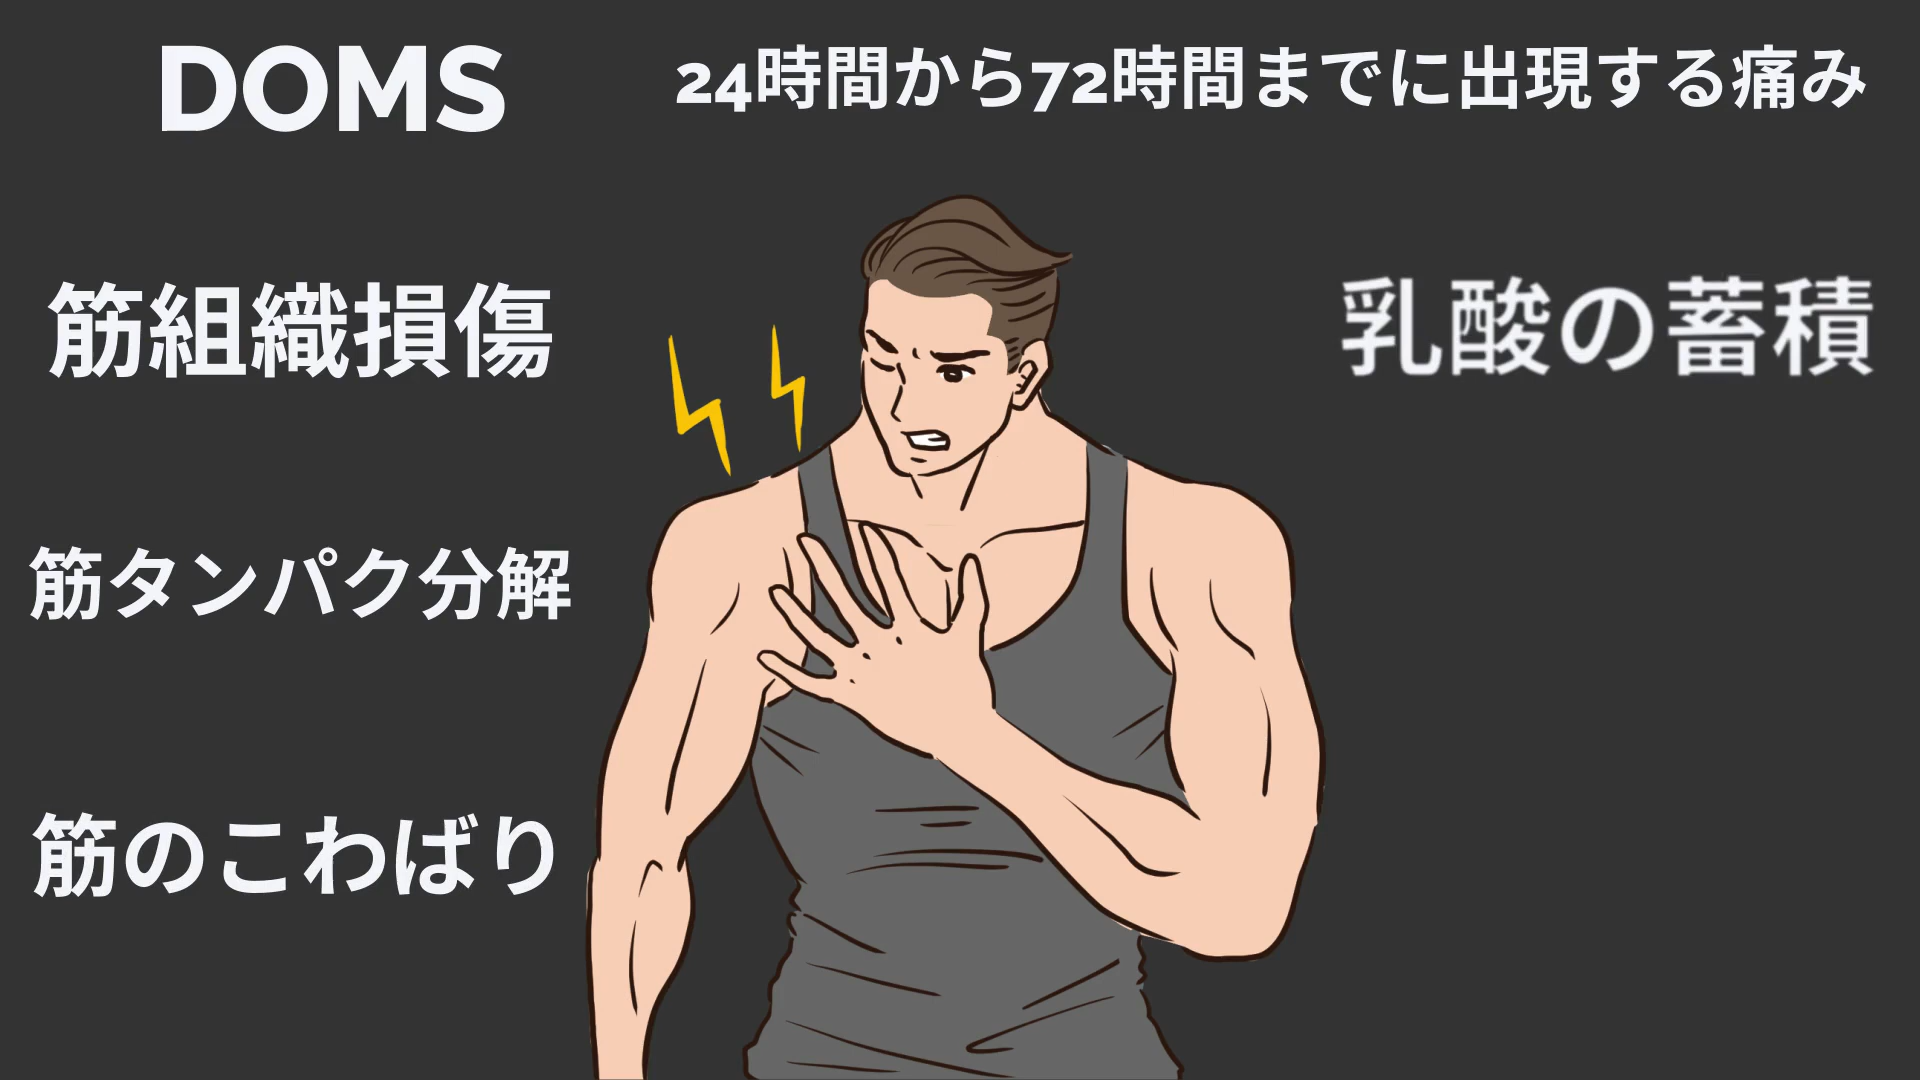 DOMS
24時間から72時間までに出現する痛み
筋組織損傷
乳酸の蓄積
筋タンパク分解
筋のこわばり